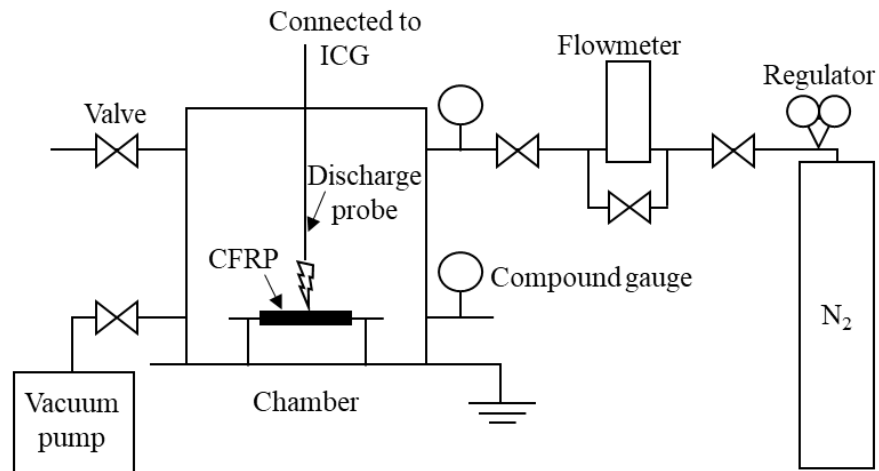 Connected to
ICG
Flowmeter
Regulator
Valve
Discharge
probe
CFRP
Compound gauge
N₂
Vacuum
pump
Chamber